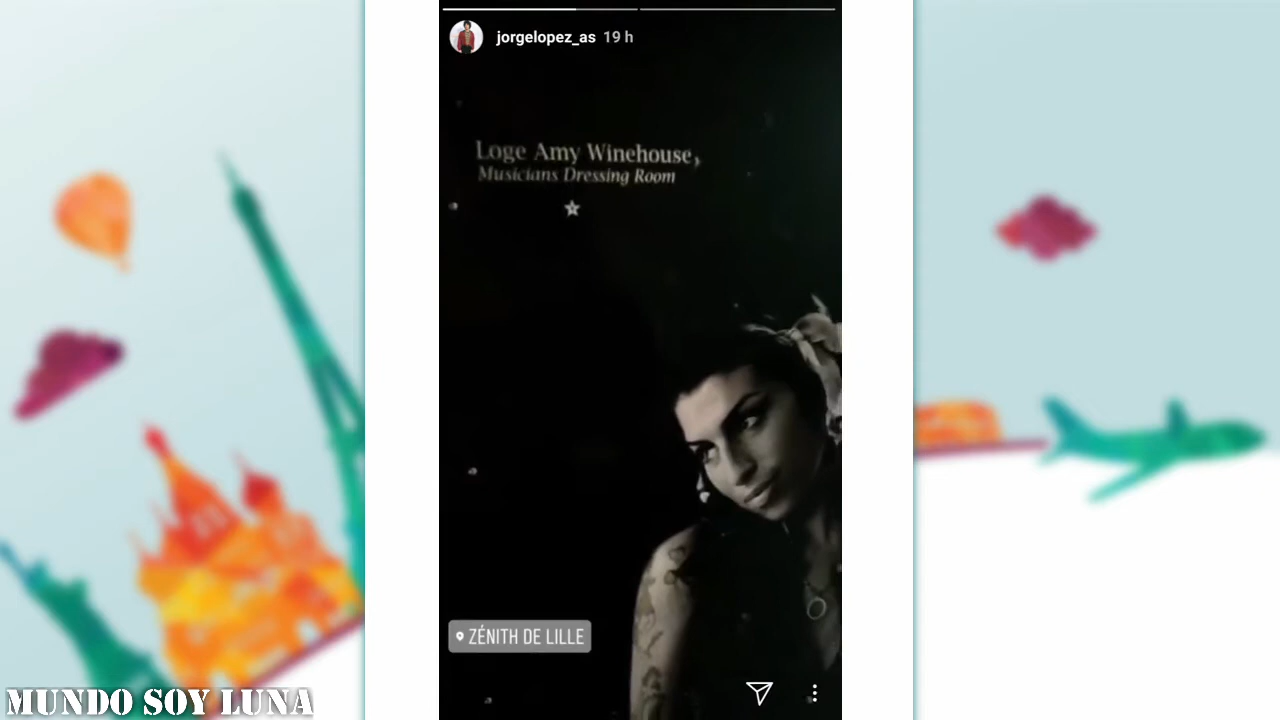 jorgelopez_as 19 h
Loge Amy Winehouse,
Musicians Dressing Room
ZÉNITH DE LILLE
MUNDO SOY LUNA